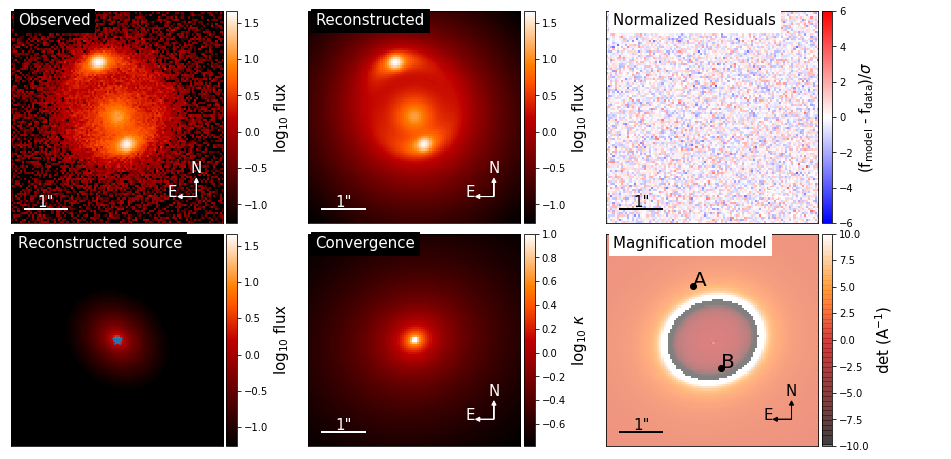 Observed
1"
N
E
1.5
1.0
0.5
0.0
−0.5
−1.0
log10 flux
Reconstructed
1"
N
E
1.5
1.0
0.5
0.0
−0.5
−1.0
log10 flux
Normalized Residuals
1"
6
4
2
0
−2
−4
−6
(fmodel - fdata)/σ
Reconstructed source
1.5
1.0
0.5
0.0
−0.5
−1.0
log10 flux
Convergence
1"
N
E
1.0
0.8
0.6
0.4
0.2
0.0
−0.2
−0.4
−0.6
log10 κ
Magnification model
A
B
1"
N
E
10.0
7.5
5.0
2.5
0.0
−2.5
−5.0
−7.5
−10.0
det (A⁻¹)